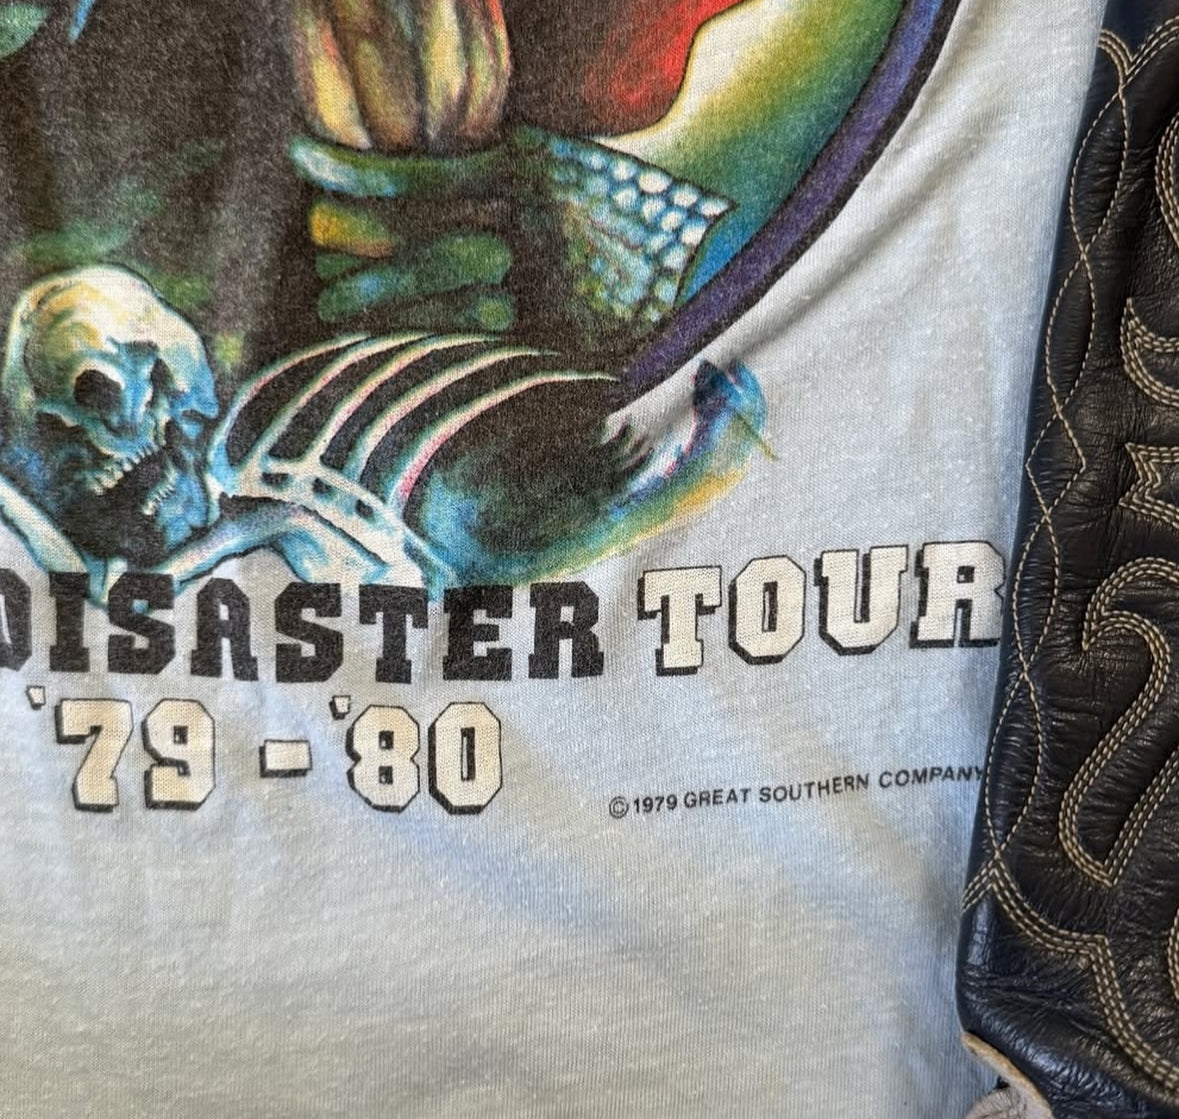 DISASTER TOUR
'79 - '80
©1979 GREAT SOUTHERN COMPANY